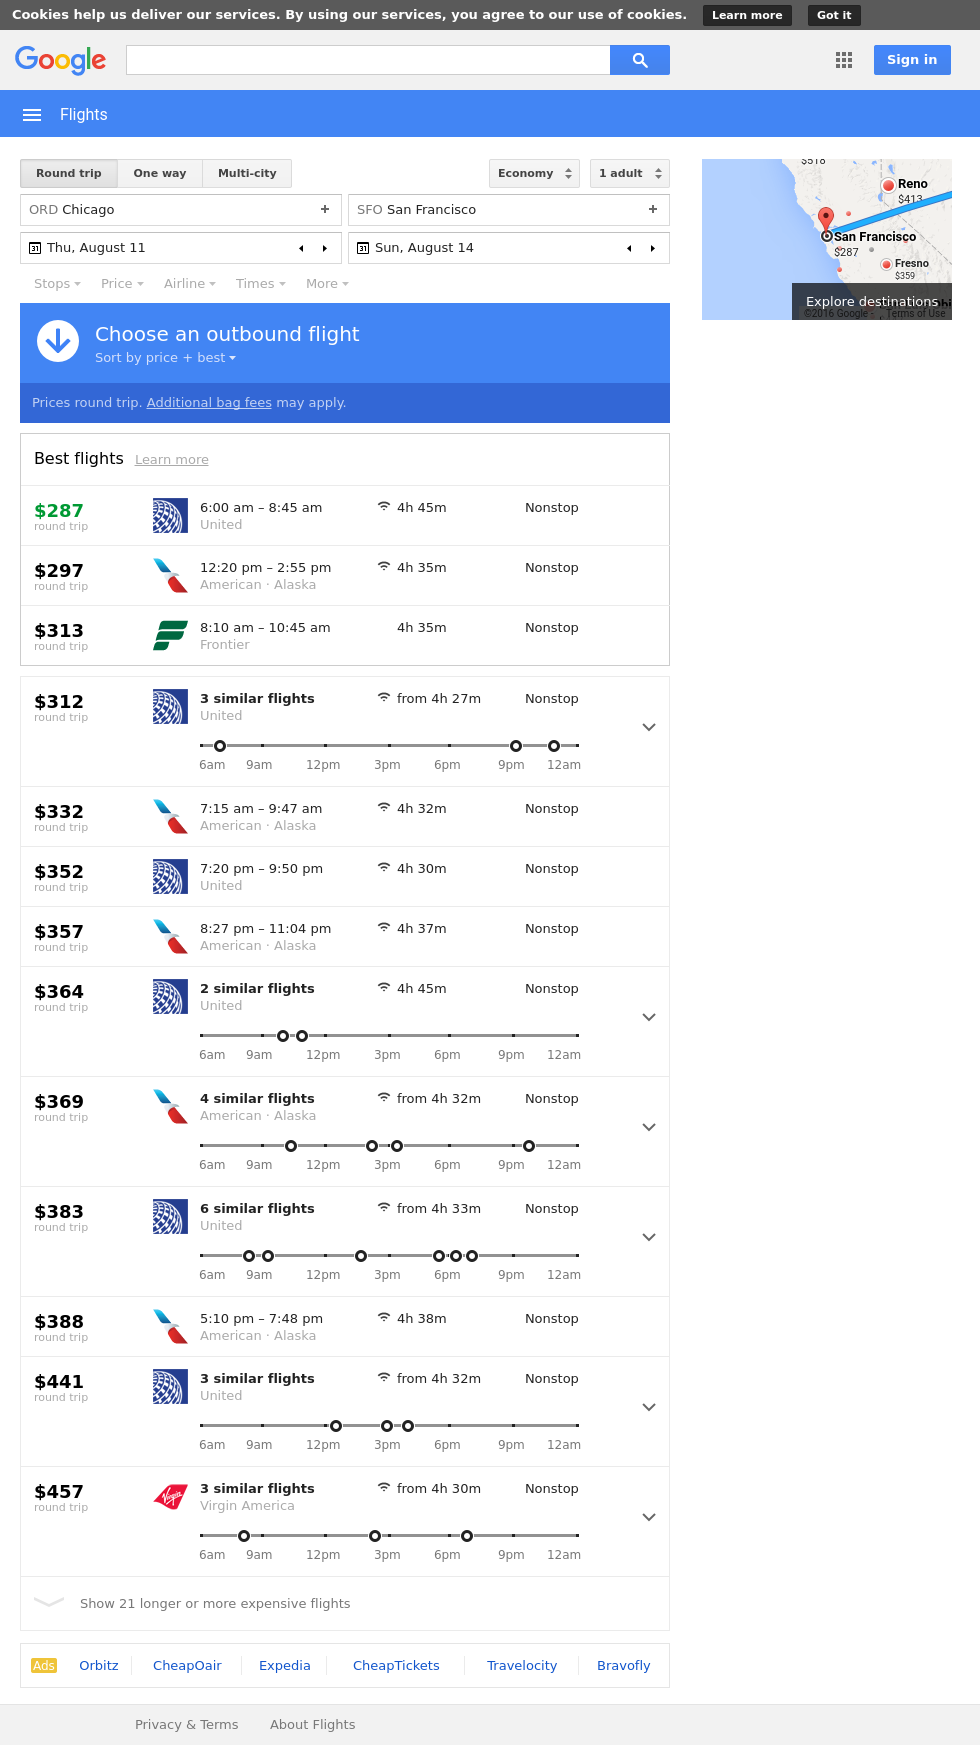 Cookies help us deliver our services. By using our services, you agree to our use of cookies. Learn more Got it
Google Sign in
Flights
Round trip One way Multi-city Economy 1 adult
ORD Chicago + SFO San Francisco +
31 Thu, August 11 31 Sun, August 14
Stops Price Airline Times More
Choose an outbound flight
Sort by price + best
Prices round trip. Additional bag fees may apply.
$518
Reno
$413
San Francisco
$287
Fresno
$359
Explore destinations
©2016 Google Terms of Use
Best flights Learn more
$287 6:00 am – 8:45 am 4h 45m Nonstop
round trip United
$297 12:20 pm – 2:55 pm 4h 35m Nonstop
round trip American · Alaska
$313 8:10 am – 10:45 am 4h 35m Nonstop
round trip Frontier
$312 3 similar flights from 4h 27m Nonstop
round trip United
6am 9am 12pm 3pm 6pm 9pm 12am
$332 7:15 am – 9:47 am 4h 32m Nonstop
round trip American · Alaska
$352 7:20 pm – 9:50 pm 4h 30m Nonstop
round trip United
$357 8:27 pm – 11:04 pm 4h 37m Nonstop
round trip American · Alaska
$364 2 similar flights 4h 45m Nonstop
round trip United
6am 9am 12pm 3pm 6pm 9pm 12am
$369 4 similar flights from 4h 32m Nonstop
round trip American · Alaska
6am 9am 12pm 3pm 6pm 9pm 12am
$383 6 similar flights from 4h 33m Nonstop
round trip United
6am 9am 12pm 3pm 6pm 9pm 12am
$388 5:10 pm – 7:48 pm 4h 38m Nonstop
round trip American · Alaska
$441 3 similar flights from 4h 32m Nonstop
round trip United
6am 9am 12pm 3pm 6pm 9pm 12am
$457 Virgin 3 similar flights from 4h 30m Nonstop
round trip Virgin America
6am 9am 12pm 3pm 6pm 9pm 12am
Show 21 longer or more expensive flights
Ads Orbitz CheapOair Expedia CheapTickets Travelocity Bravofly
Privacy & Terms About Flights